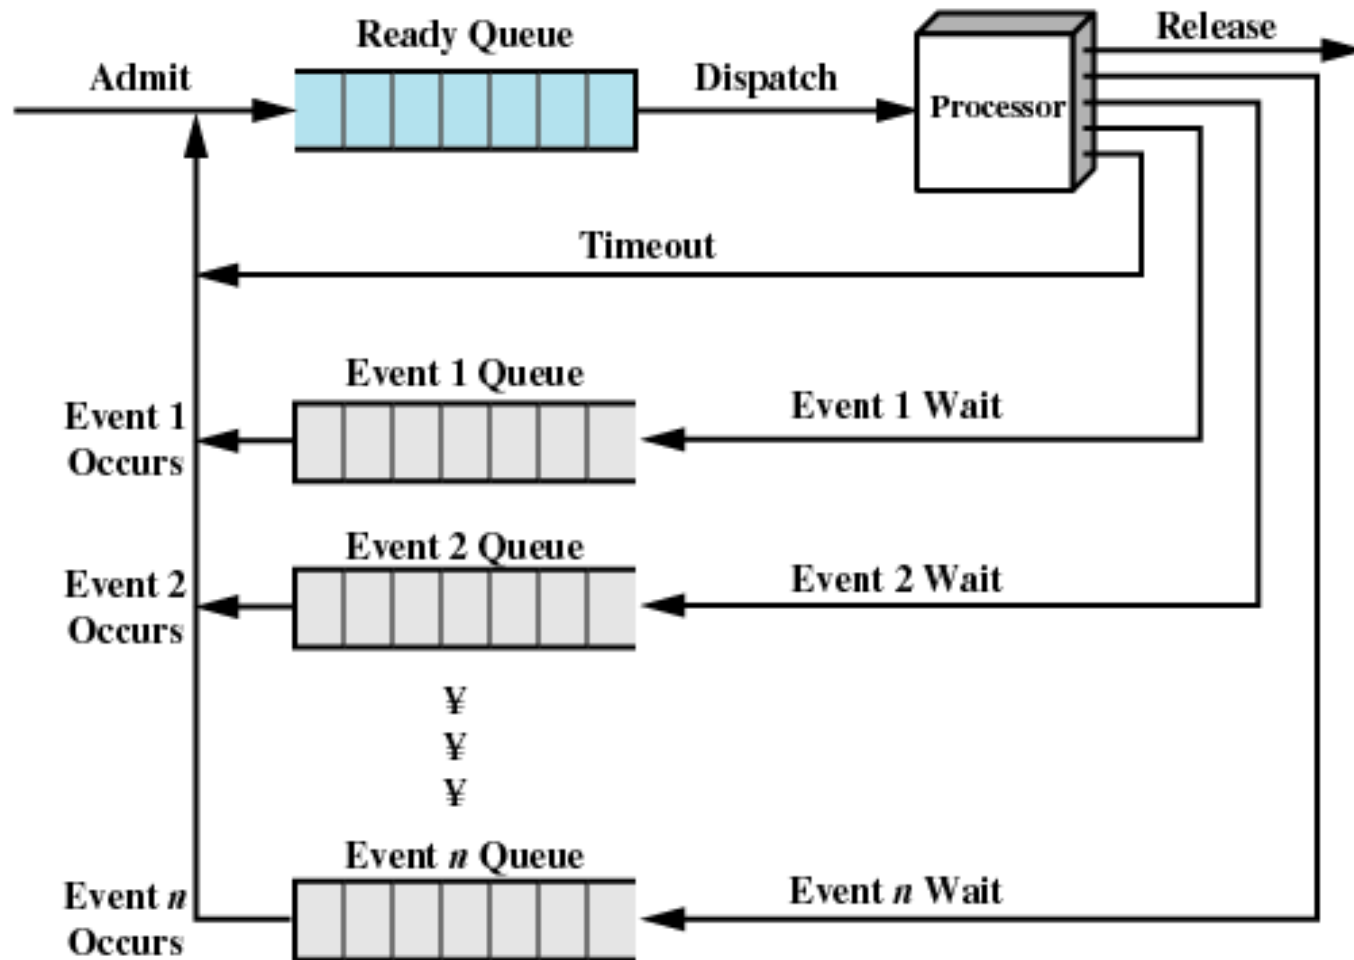 Ready Queue
Release
Admit
Dispatch
Processor
Timeout
Event 1 Queue
Event 1
Occurs
Event 1 Wait
Event 2 Queue
Event 2
Occurs
Event 2 Wait
¥
¥
¥
Event n Queue
Event n
Occurs
Event n Wait